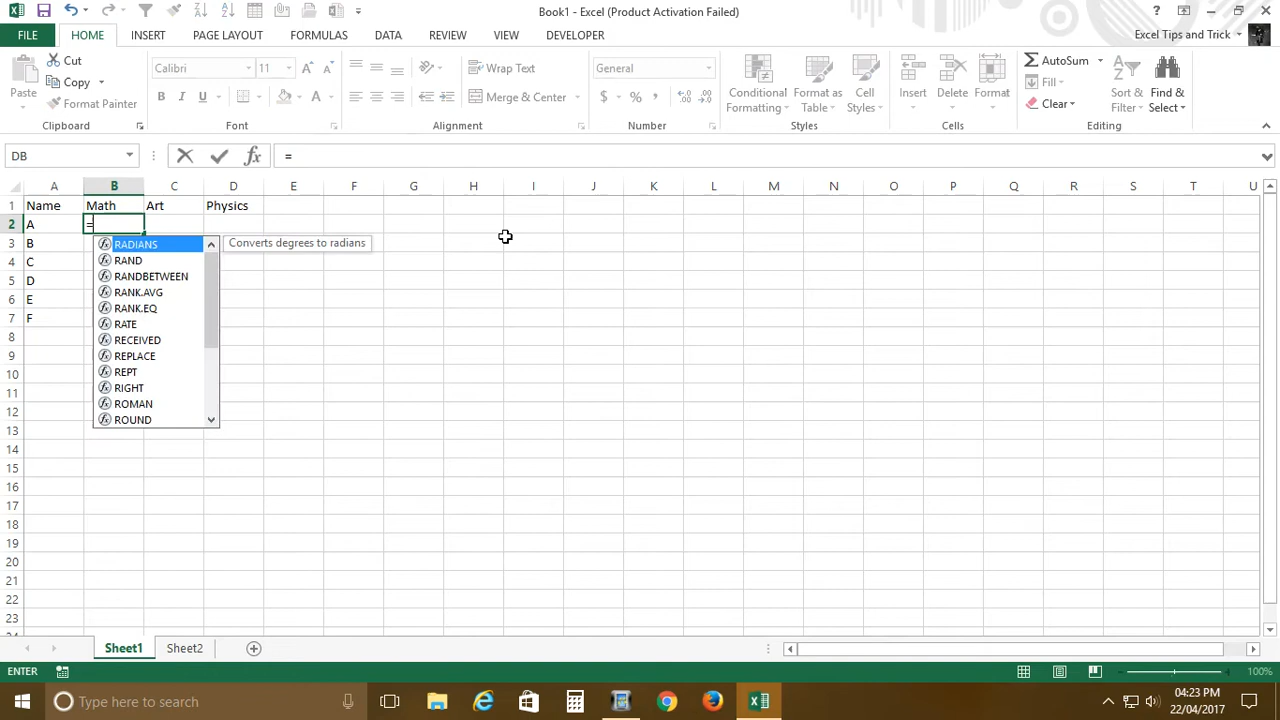 Book1 - Excel (Product Activation Failed)
?
FILE HOME INSERT PAGE LAYOUT FORMULAS DATA REVIEW VIEW DEVELOPER Excel Tips and Trick
Paste
Cut
Copy
Format Painter
Clipboard
Calibri 11
B I U A A A
Font
Wrap Text
Merge & Center
Alignment
General
$ % ,
Number
Conditional Formatting
Format as Table
Cell Styles
Styles
Insert Delete Format
Cells
AutoSum
Fill
Clear
Sort & Filter
Find & Select
Editing
DB fx =
A B C D E F G H I J K L M N O P Q R S T U
1 Name Math Art Physics
2 A =
3 B
4 C
5 D
6 E
7 F
8
9
10
11
12
13
14
15
16
17
18
19
20
21
22
23
24
RADIANS Converts degrees to radians
RAND
RANDBETWEEN
RANK.AVG
RANK.EQ
RATE
RECEIVED
REPLACE
REPT
RIGHT
ROMAN
ROUND
Sheet1 Sheet2
ENTER 100%
Type here to search
04:23 PM
22/04/2017